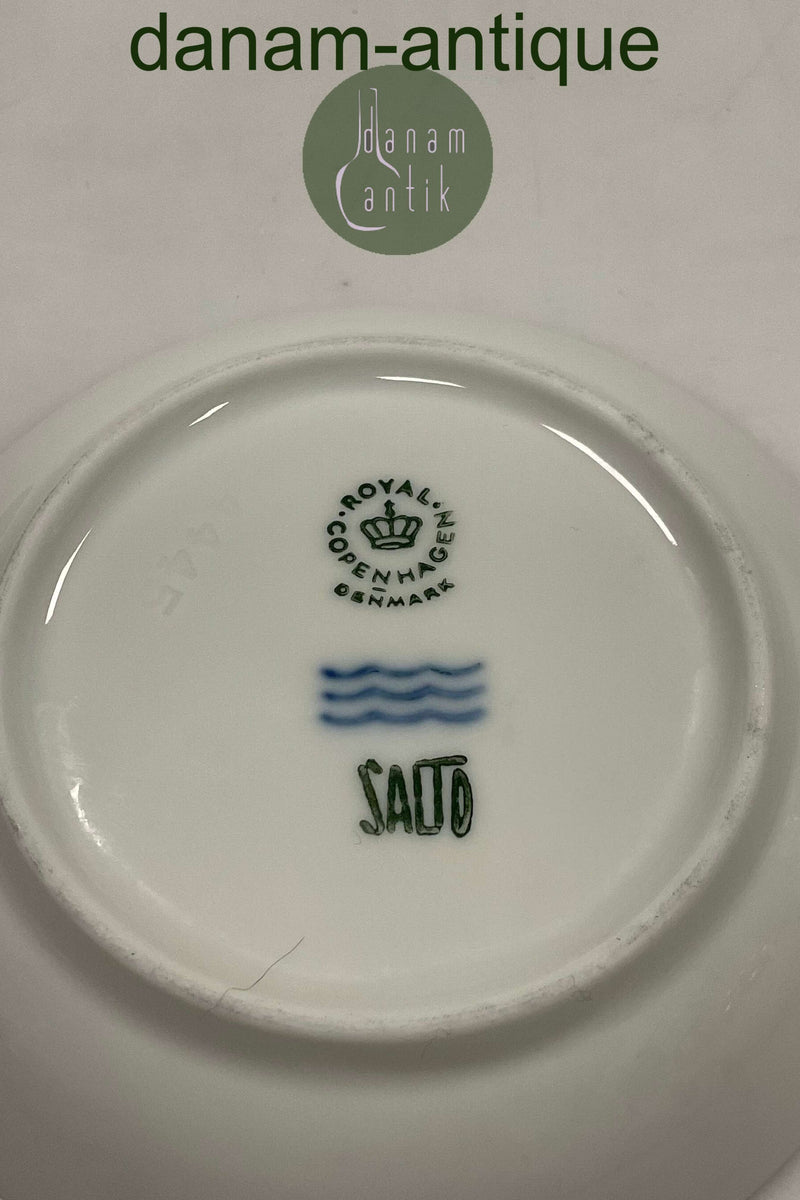 danam-antique
danam
antik
ROYAL
COPENHAGEN
DENMARK
SALTO